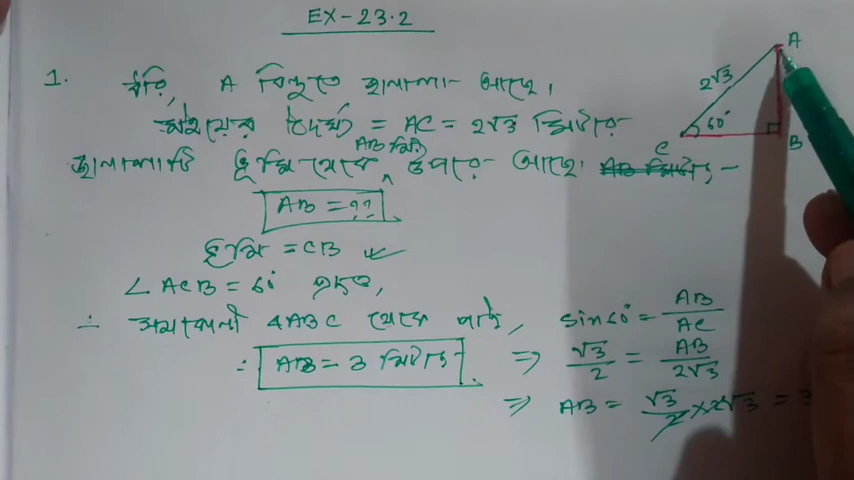 EX-23.2
1. ধরি, A বিন্দুতে জানালা আছে।
মইয়ের দৈর্ঘ্য = AC = 2√3 মিটার
AB মিটার
জানালাটি ভূমি থেকে ^ উপরে আছে। AB মিটার
AB = ??
ভূমি = CB
∠ACB = 60° প্রদত্ত,
∴ সমকোণী ΔABC থেকে পাই, sin60° = AB/AC
∴ AB = 3 মিটার ⇒ √3/2 = AB/2√3
⇒ AB = √3/2 × 2√3 = 3
A
2√3
60°
C
B